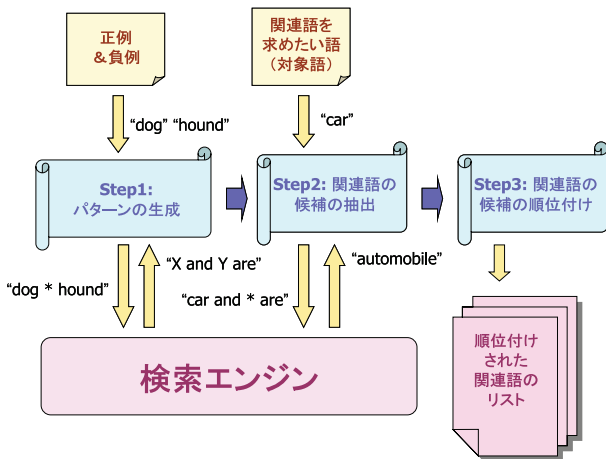 正例
＆負例
関連語を
求めたい語
（対象語）
“dog” “hound”
“car”
Step1:
パターンの生成
Step2: 関連語の
候補の抽出
Step3: 関連語の
候補の順位付け
“X and Y are”
“automobile”
“dog * hound”
“car and * are”
検索エンジン
順位付け
された
関連語の
リスト